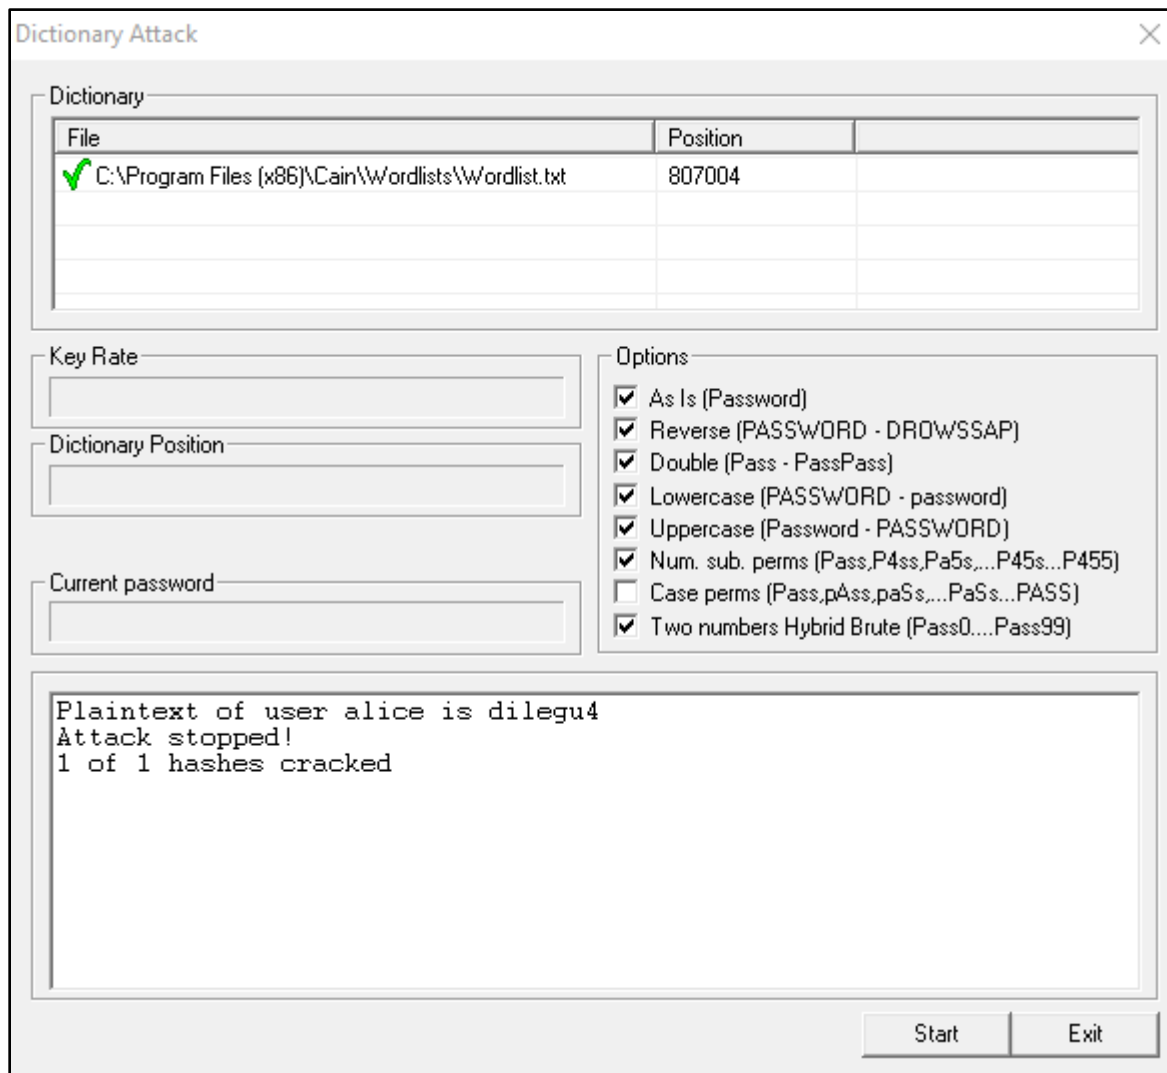 Dictionary Attack
Dictionary
File Position
C:\Program Files (x86)\Cain\Wordlists\Wordlist.txt 807004
Key Rate
Dictionary Position
Current password
Options
As Is (Password)
Reverse (PASSWORD - DROWSSAP)
Double (Pass - PassPass)
Lowercase (PASSWORD - password)
Uppercase (Password - PASSWORD)
Num. sub. perms (Pass,P4ss,Pa5s,...P45s...P455)
Case perms (Pass,pAss,paSs,...PaSs...PASS)
Two numbers Hybrid Brute (Pass0....Pass99)
Plaintext of user alice is dilegu4
Attack stopped!
1 of 1 hashes cracked
Start Exit